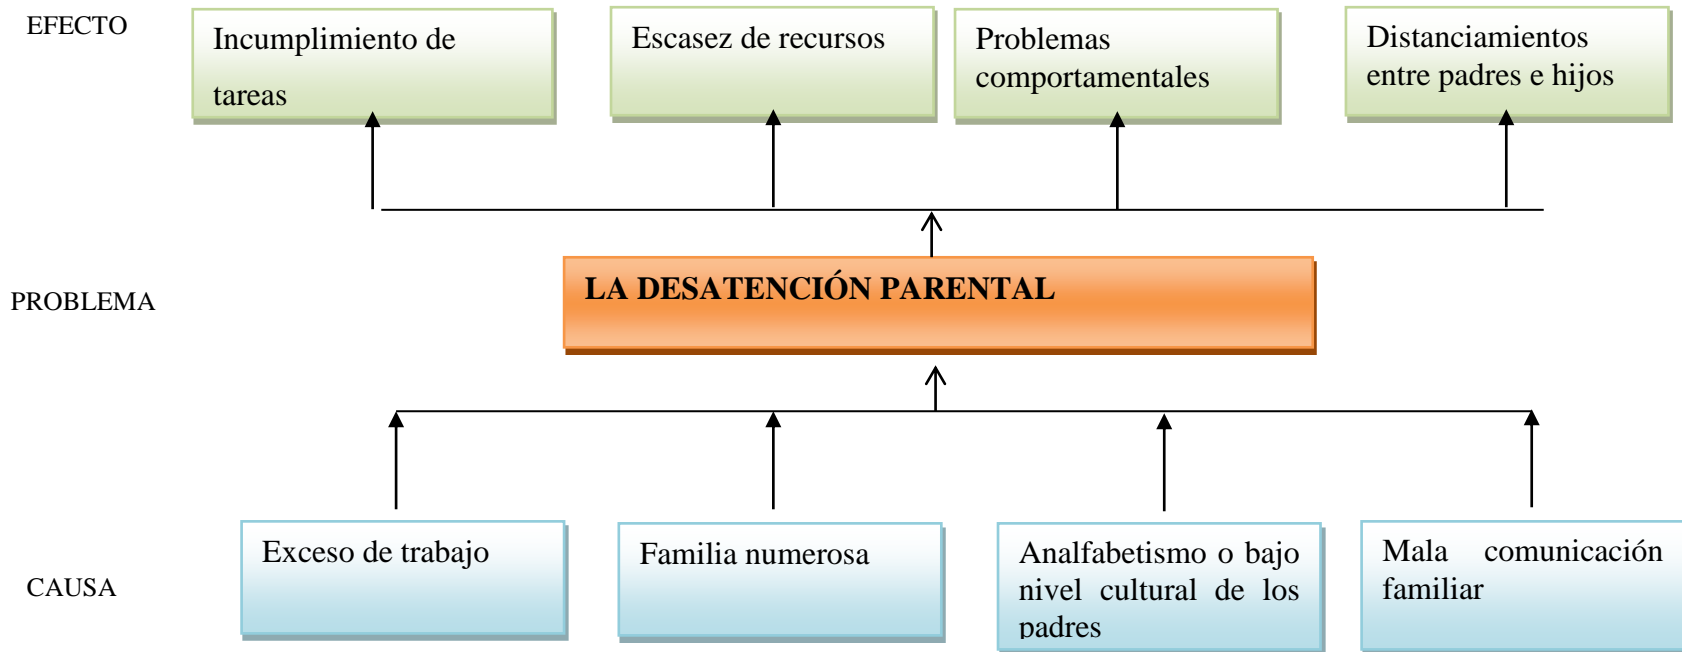 EFECTO
Incumplimiento de
tareas
Escasez de recursos
Problemas
comportamentales
Distanciamientos
entre padres e hijos
PROBLEMA
LA DESATENCIÓN PARENTAL
CAUSA
Exceso de trabajo
Familia numerosa
Analfabetismo o bajo
nivel cultural de los
padres
Mala comunicación
familiar